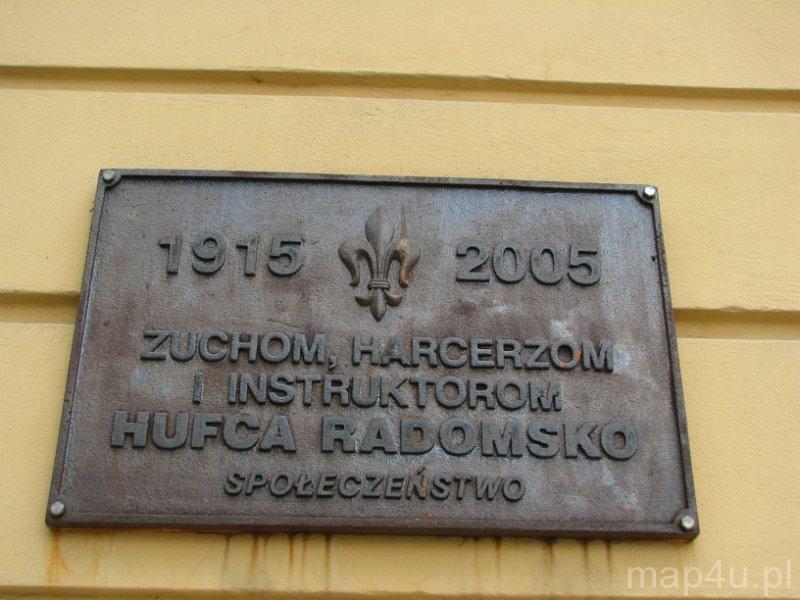 1915 2005
ZUCHOM, HARCERZOM
I INSTRUKTOROM
HUFCA RADOMSKO
SPOŁECZEŃSTWO
map4u.pl